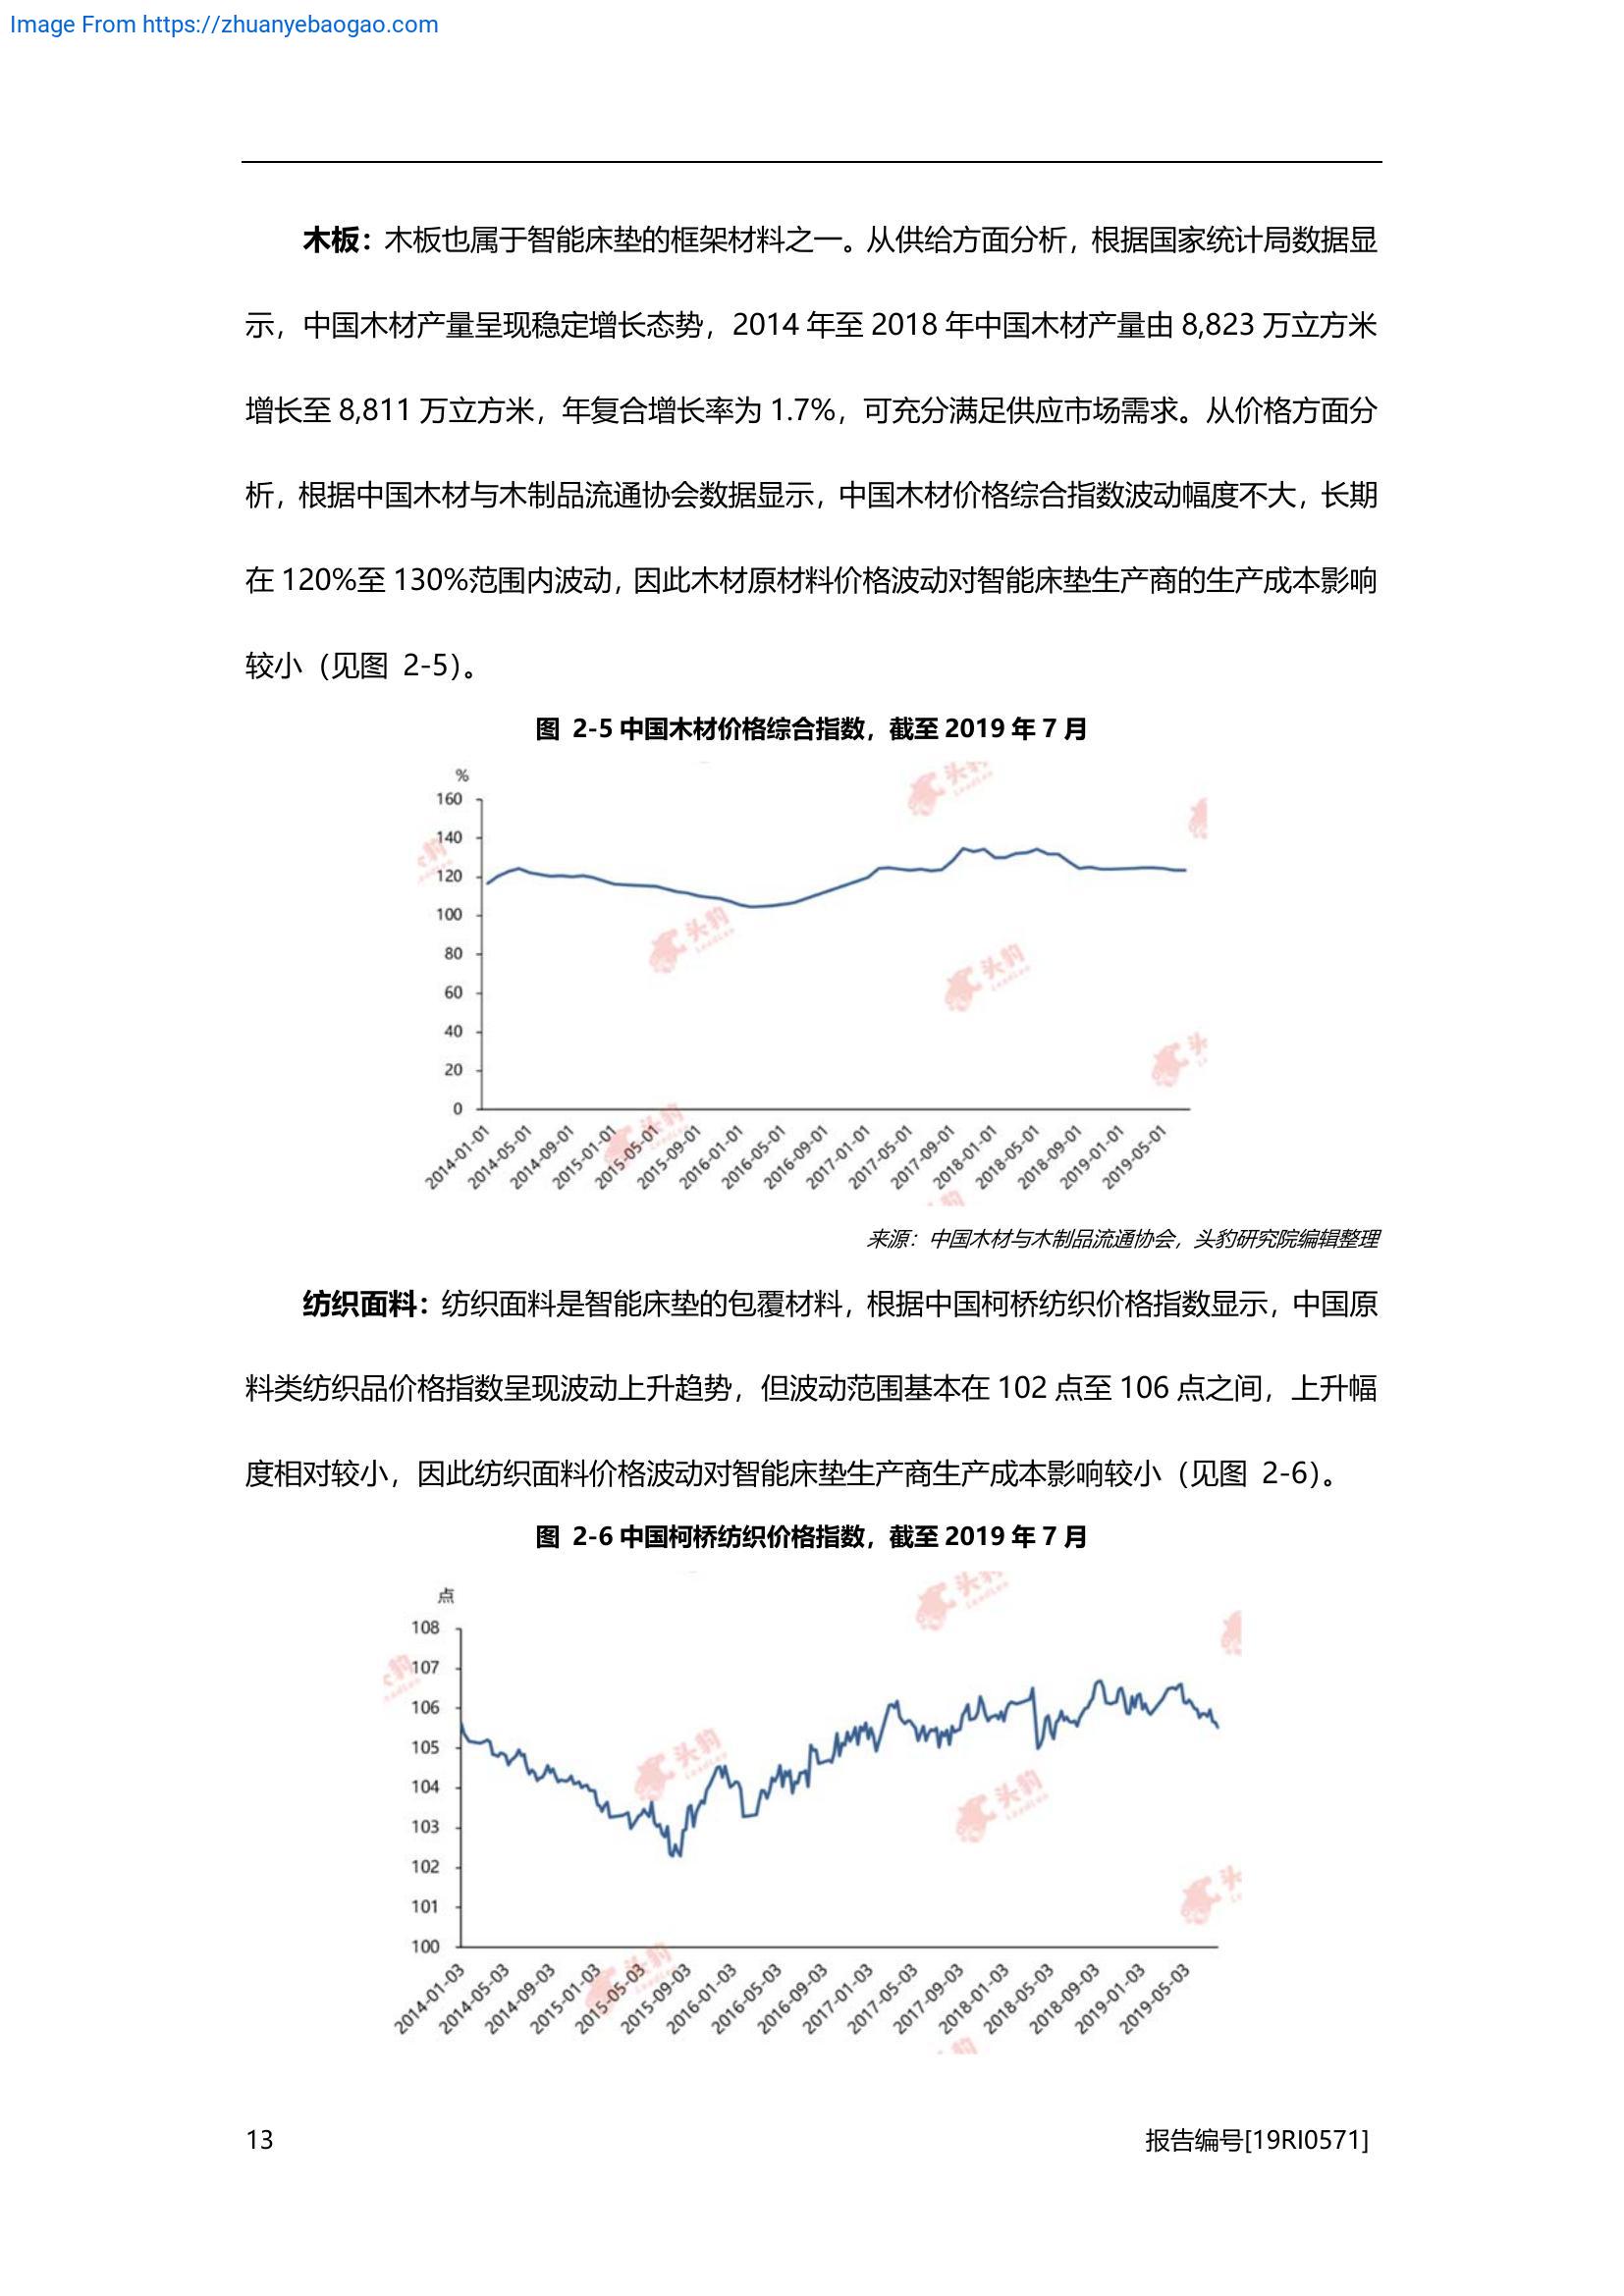 Image From https://zhuanyebaogao.com
木板：木板也属于智能床垫的框架材料之一。从供给方面分析，根据国家统计局数据显
示，中国木材产量呈现稳定增长态势，2014 年至 2018 年中国木材产量由 8,823 万立方米
增长至 8,811 万立方米，年复合增长率为 1.7%，可充分满足供应市场需求。从价格方面分
析，根据中国木材与木制品流通协会数据显示，中国木材价格综合指数波动幅度不大，长期
在 120%至 130%范围内波动，因此木材原材料价格波动对智能床垫生产商的生产成本影响
较小（见图 2-5）。
图 2-5 中国木材价格综合指数，截至 2019 年 7 月
%
160
140
120
100
80
60
40
20
0
2014-01-01
2014-05-01
2014-09-01
2015-01-01
2015-05-01
2015-09-01
2016-01-01
2016-05-01
2016-09-01
2017-01-01
2017-05-01
2017-09-01
2018-01-01
2018-05-01
2018-09-01
2019-01-01
2019-05-01
头豹
头豹
头豹
头豹
来源：中国木材与木制品流通协会，头豹研究院编辑整理
纺织面料：纺织面料是智能床垫的包覆材料，根据中国柯桥纺织价格指数显示，中国原
料类纺织品价格指数呈现波动上升趋势，但波动范围基本在 102 点至 106 点之间，上升幅
度相对较小，因此纺织面料价格波动对智能床垫生产商生产成本影响较小（见图 2-6）。
图 2-6 中国柯桥纺织价格指数，截至 2019 年 7 月
点
108
107
106
105
104
103
102
101
100
2014-01-03
2014-05-03
2014-09-03
2015-01-03
2015-05-03
2015-09-03
2016-01-03
2016-05-03
2016-09-03
2017-01-03
2017-05-03
2017-09-03
2018-01-03
2018-05-03
2018-09-03
2019-01-03
2019-05-03
头豹
头豹
头豹
头豹
13
报告编号[19RI0571]